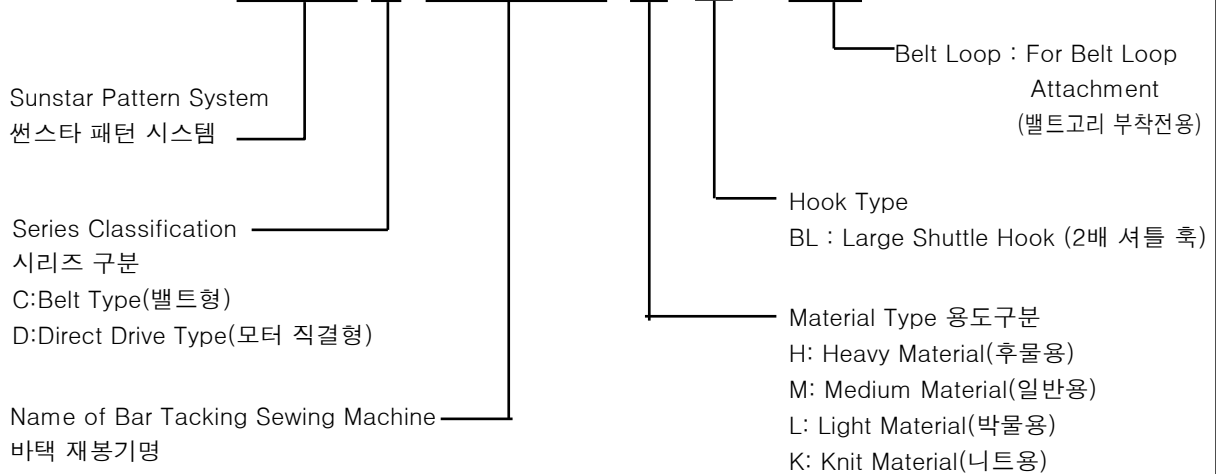 Belt Loop : For Belt Loop
Attachment
(밸트고리 부착전용)
Sunstar Pattern System
썬스타 패턴 시스템
Hook Type
BL : Large Shuttle Hook (2배 셔틀 훅)
Series Classification
시리즈 구분
C:Belt Type(밸트형)
D:Direct Drive Type(모터 직결형)
Material Type 용도구분
H: Heavy Material(후물용)
M: Medium Material(일반용)
L: Light Material(박물용)
K: Knit Material(니트용)
Name of Bar Tacking Sewing Machine
바택 재봉기명